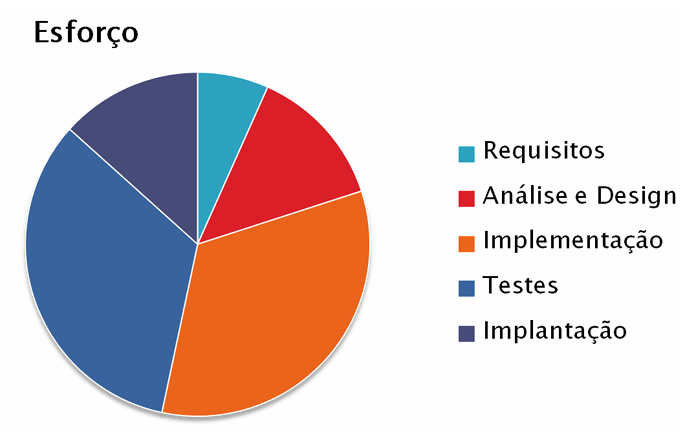 Esforço
Requisitos
Análise e Design
Implementação
Testes
Implantação